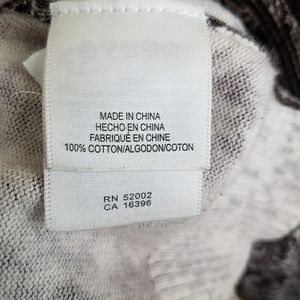 MADE IN CHINA
HECHO EN CHINA
FABRIQUÉ EN CHINE
100% COTTON/ALGODON/COTON
RN 52002
CA 16396